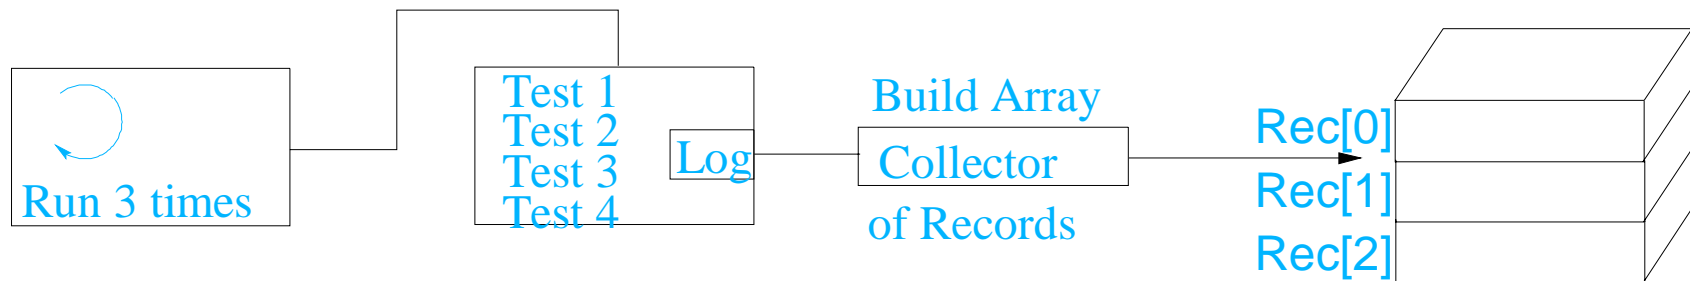 Run 3 times
Test 1
Test 2
Test 3
Test 4
Log
Build Array
Collector
of Records
Rec[0]
Rec[1]
Rec[2]